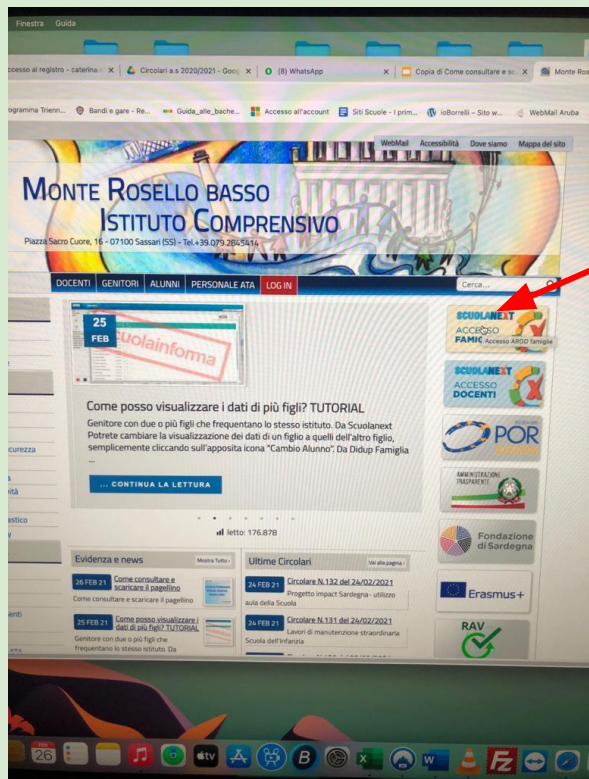 Finestra Guida
accesso al registro - caterina
Circolari a.s 2020/2021 - Goog
(8) WhatsApp
Copia di Come consultare e sc
Monte Ros
Bandi e gare - Re...
Guida_alle_bache...
Accesso all'account
Siti Scuole - I prim...
ioBorrelli – Sito w...
WebMail Aruba
WebMail Accessibilità Dove siamo Mappa del sito
MONTE ROSELLO BASSO
ISTITUTO COMPRENSIVO
Piazza Sacro Cuore, 16 - 07100 Sassari (SS) - Tel.+39.079.2845414
DOCENTI GENITORI ALUNNI PERSONALE ATA LOG IN
Cerca...
25
FEB
scuolainforma
SCUOLANEXT
ACCESSO
Accesso ARGO famiglie
SCUOLANEXT
ACCESSO
DOCENTI
Come posso visualizzare i dati di più figli? TUTORIAL
Genitore con due o più figli che frequentano lo stesso istituto. Da Scuolanext
Potrete cambiare la visualizzazione dei dati di un figlio a quelli dell'altro figlio,
semplicemente cliccando sull'apposita icona "Cambio Alunno". Da Didup Famiglia
...
... CONTINUA LA LETTURA
POR
AMMINISTRAZIONE
TRASPARENTE
letto: 176.878
Fondazione
di Sardegna
Evidenza e news
Mostra Tutto ›
Ultime Circolari
Vai alla pagina ›
26 FEB 21 Come consultare e
scaricare il pagellino
Come consultare e scaricare il pagellino
24 FEB 21 Circolare N.132 del 24/02/2021
Progetto impact Sardegna- utilizzo
aula della Scuola
25 FEB 21 Come posso visualizzare i
dati di più figli? TUTORIAL
Genitore con due o più figli che
frequentano lo stesso istituto. Da
24 FEB 21 Circolare N.131 del 24/02/2021
Lavori di manutenzione straordinaria
Scuola dell'Infanzia
Erasmus+
RAV
FEB
26
tv